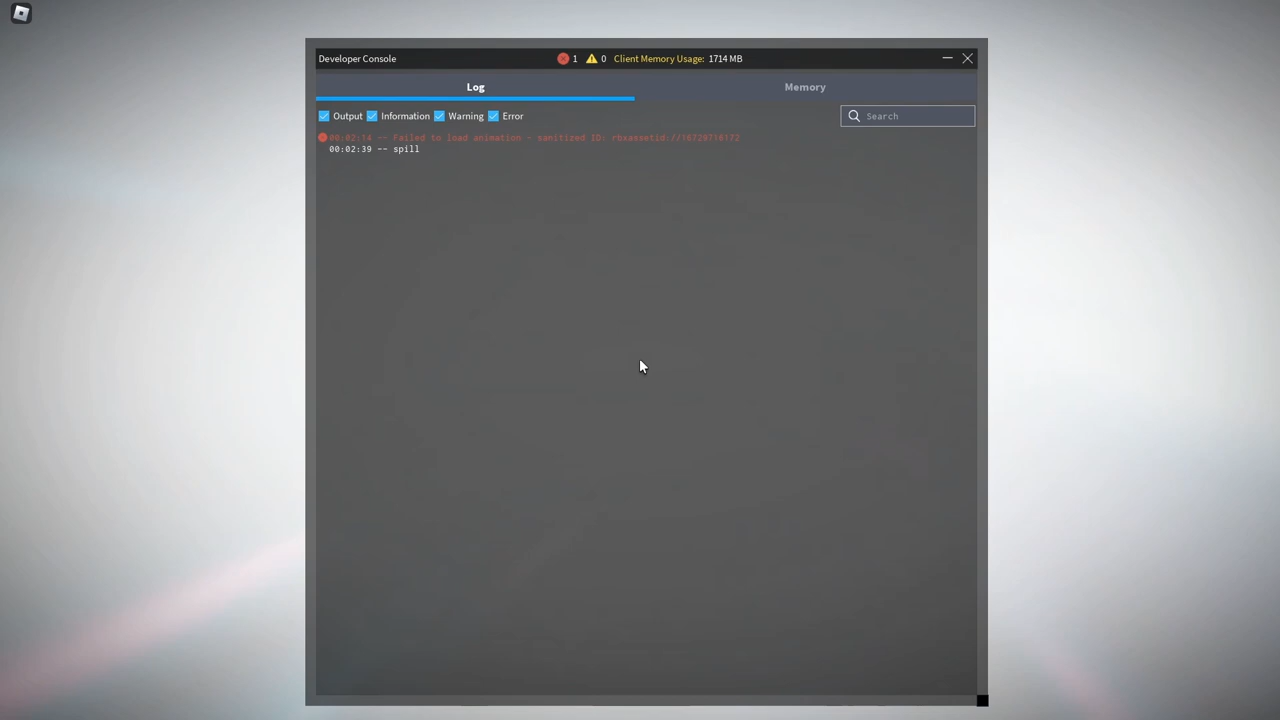 Developer Console
1
0
Client Memory Usage: 1714 MB
Log
Memory
Output
Information
Warning
Error
Search
00:02:14 -- Failed to load animation - sanitized ID:
00:02:39 -- spill